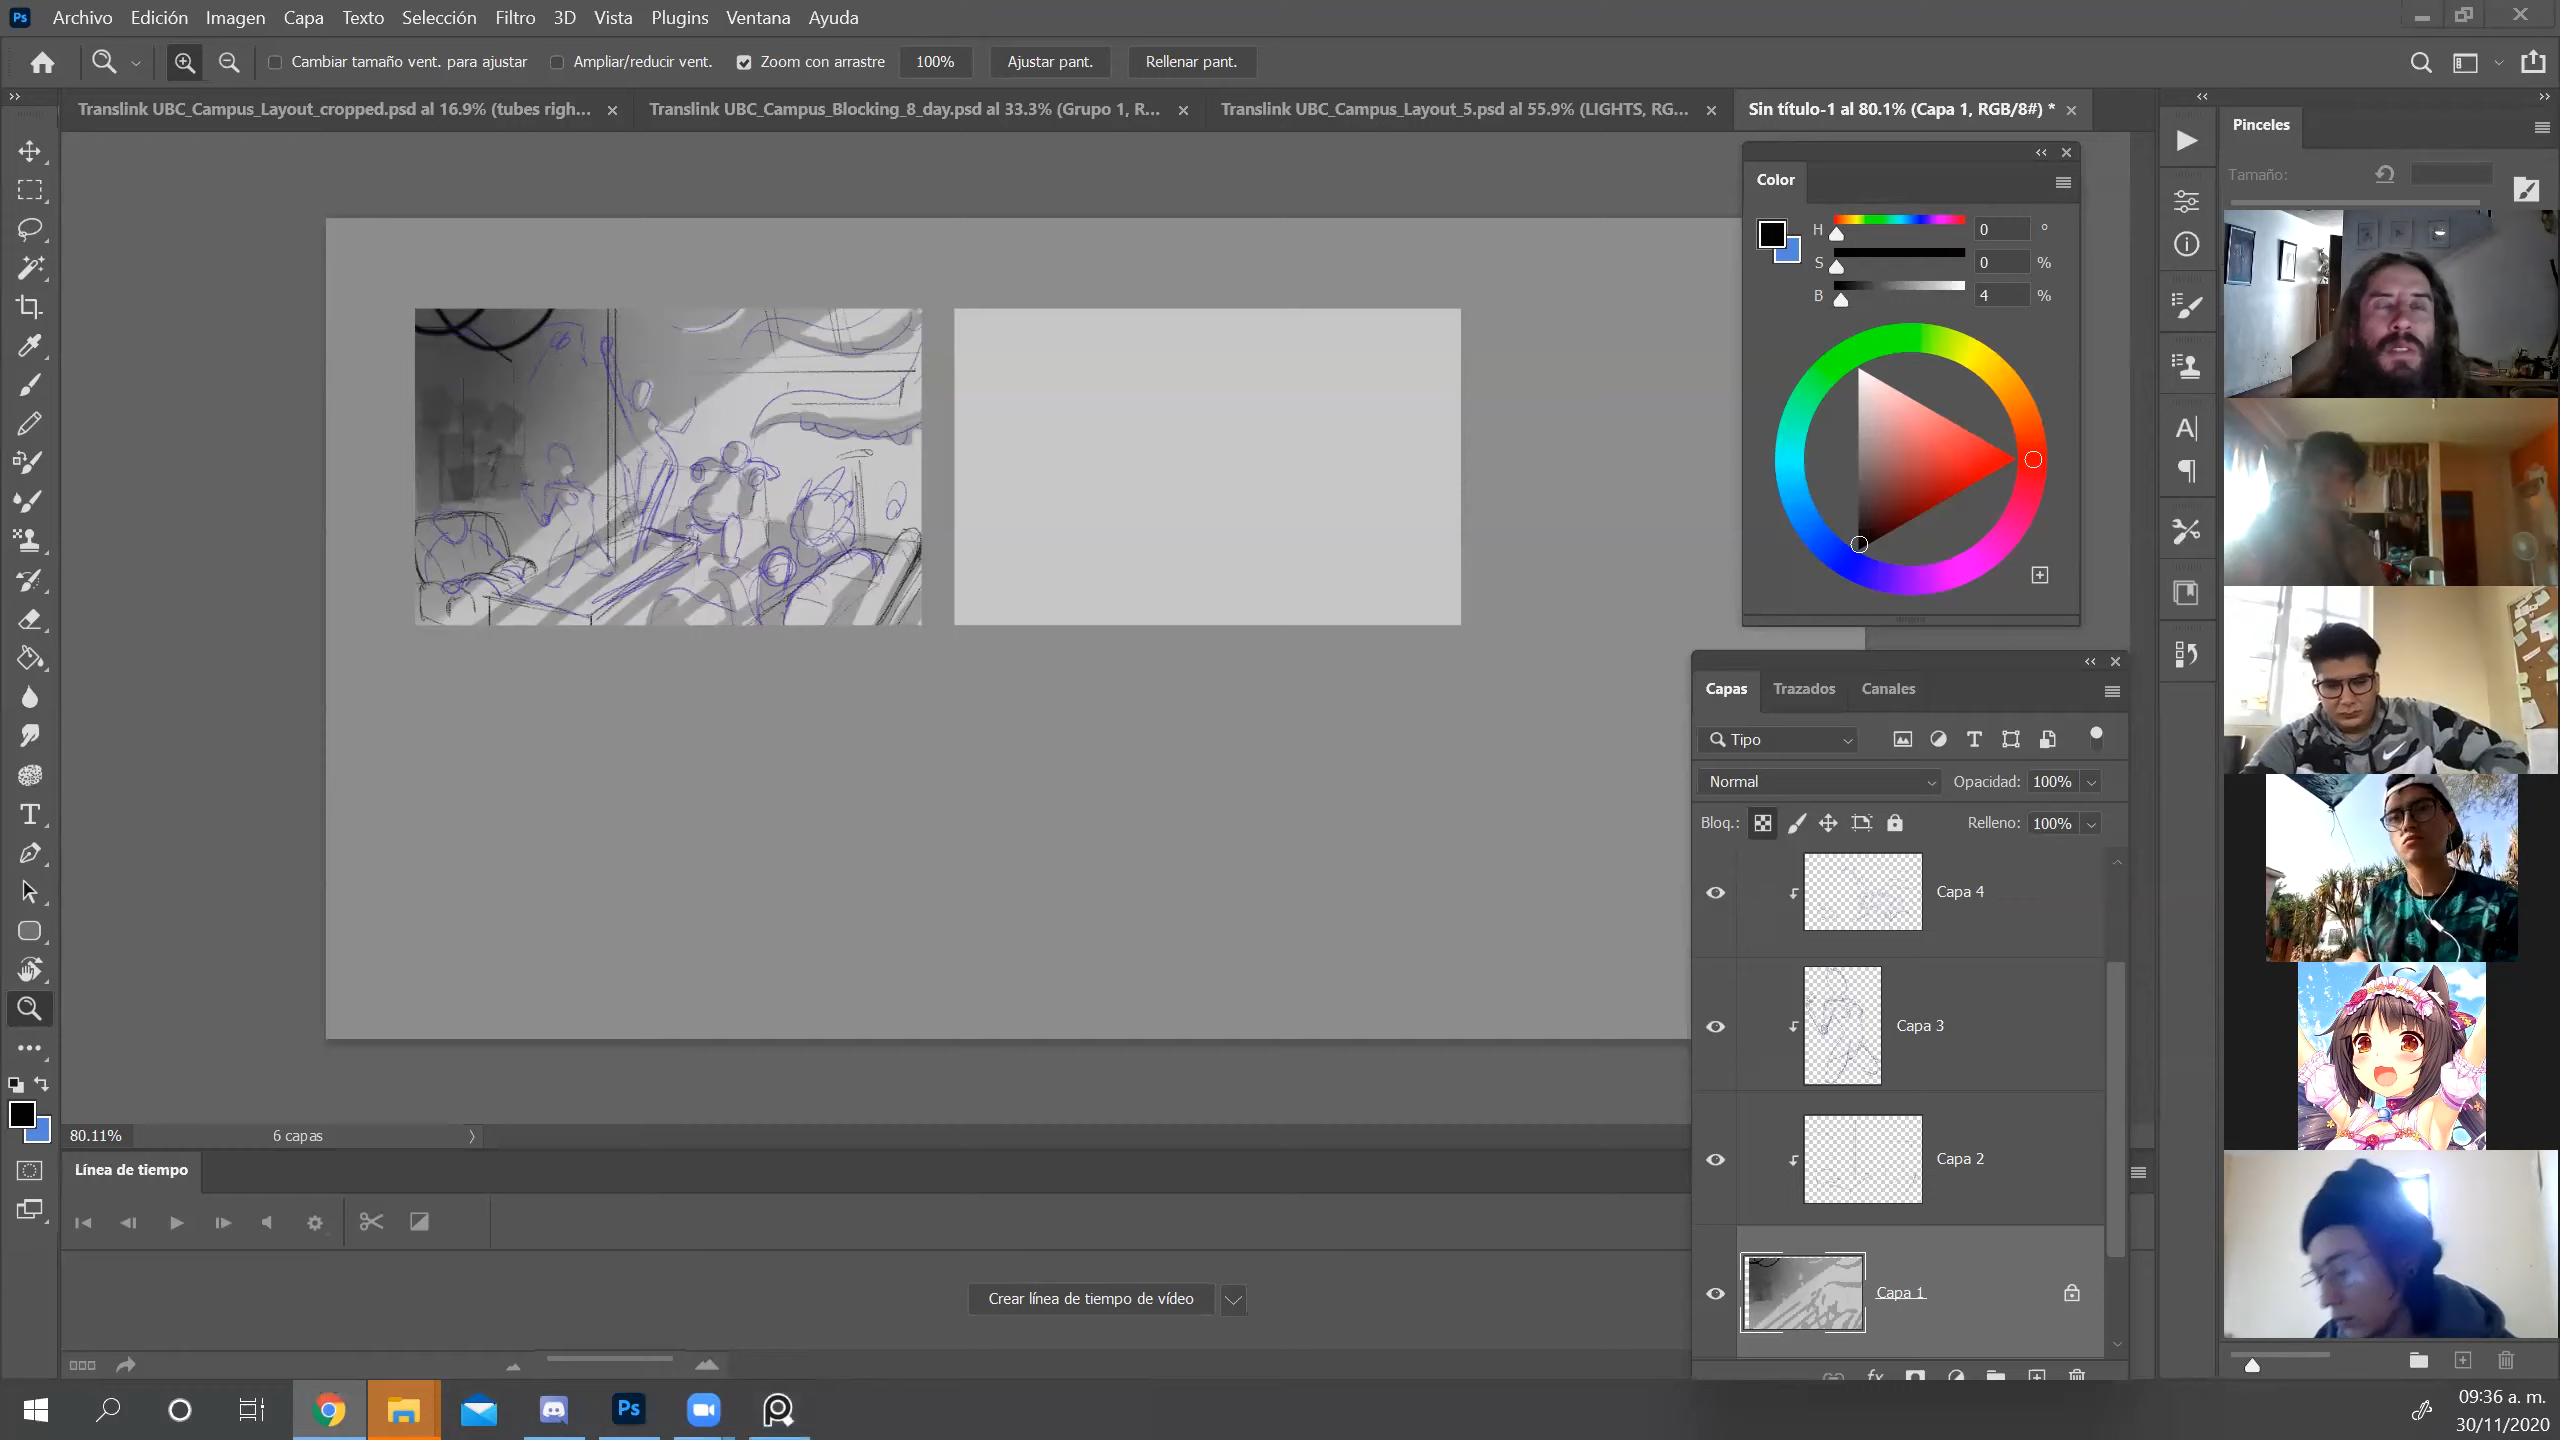 Ps Archivo Edición Imagen Capa Texto Selección Filtro 3D Vista Plugins Ventana Ayuda
Cambiar tamaño vent. para ajustar Ampliar/reducir vent. Zoom con arrastre 100% Ajustar pant. Rellenar pant.
Translink UBC_Campus_Layout_cropped.psd al 16.9% (tubes righ...
Translink UBC_Campus_Blocking_8_day.psd al 33.3% (Grupo 1, R...
Translink UBC_Campus_Layout_5.psd al 55.9% (LIGHTS, RG...
Sin título-1 al 80.1% (Capa 1, RGB/8#) *
Pinceles
Tamaño:
Color
H 0 °
S 0 %
B 4 %
Capas Trazados Canales
Tipo
Normal Opacidad: 100%
Bloq.: Relleno: 100%
Capa 4
Capa 3
Capa 2
Capa 1
80.11% 6 capas
Línea de tiempo
Crear línea de tiempo de vídeo
Ps
09:36 a. m.
30/11/2020